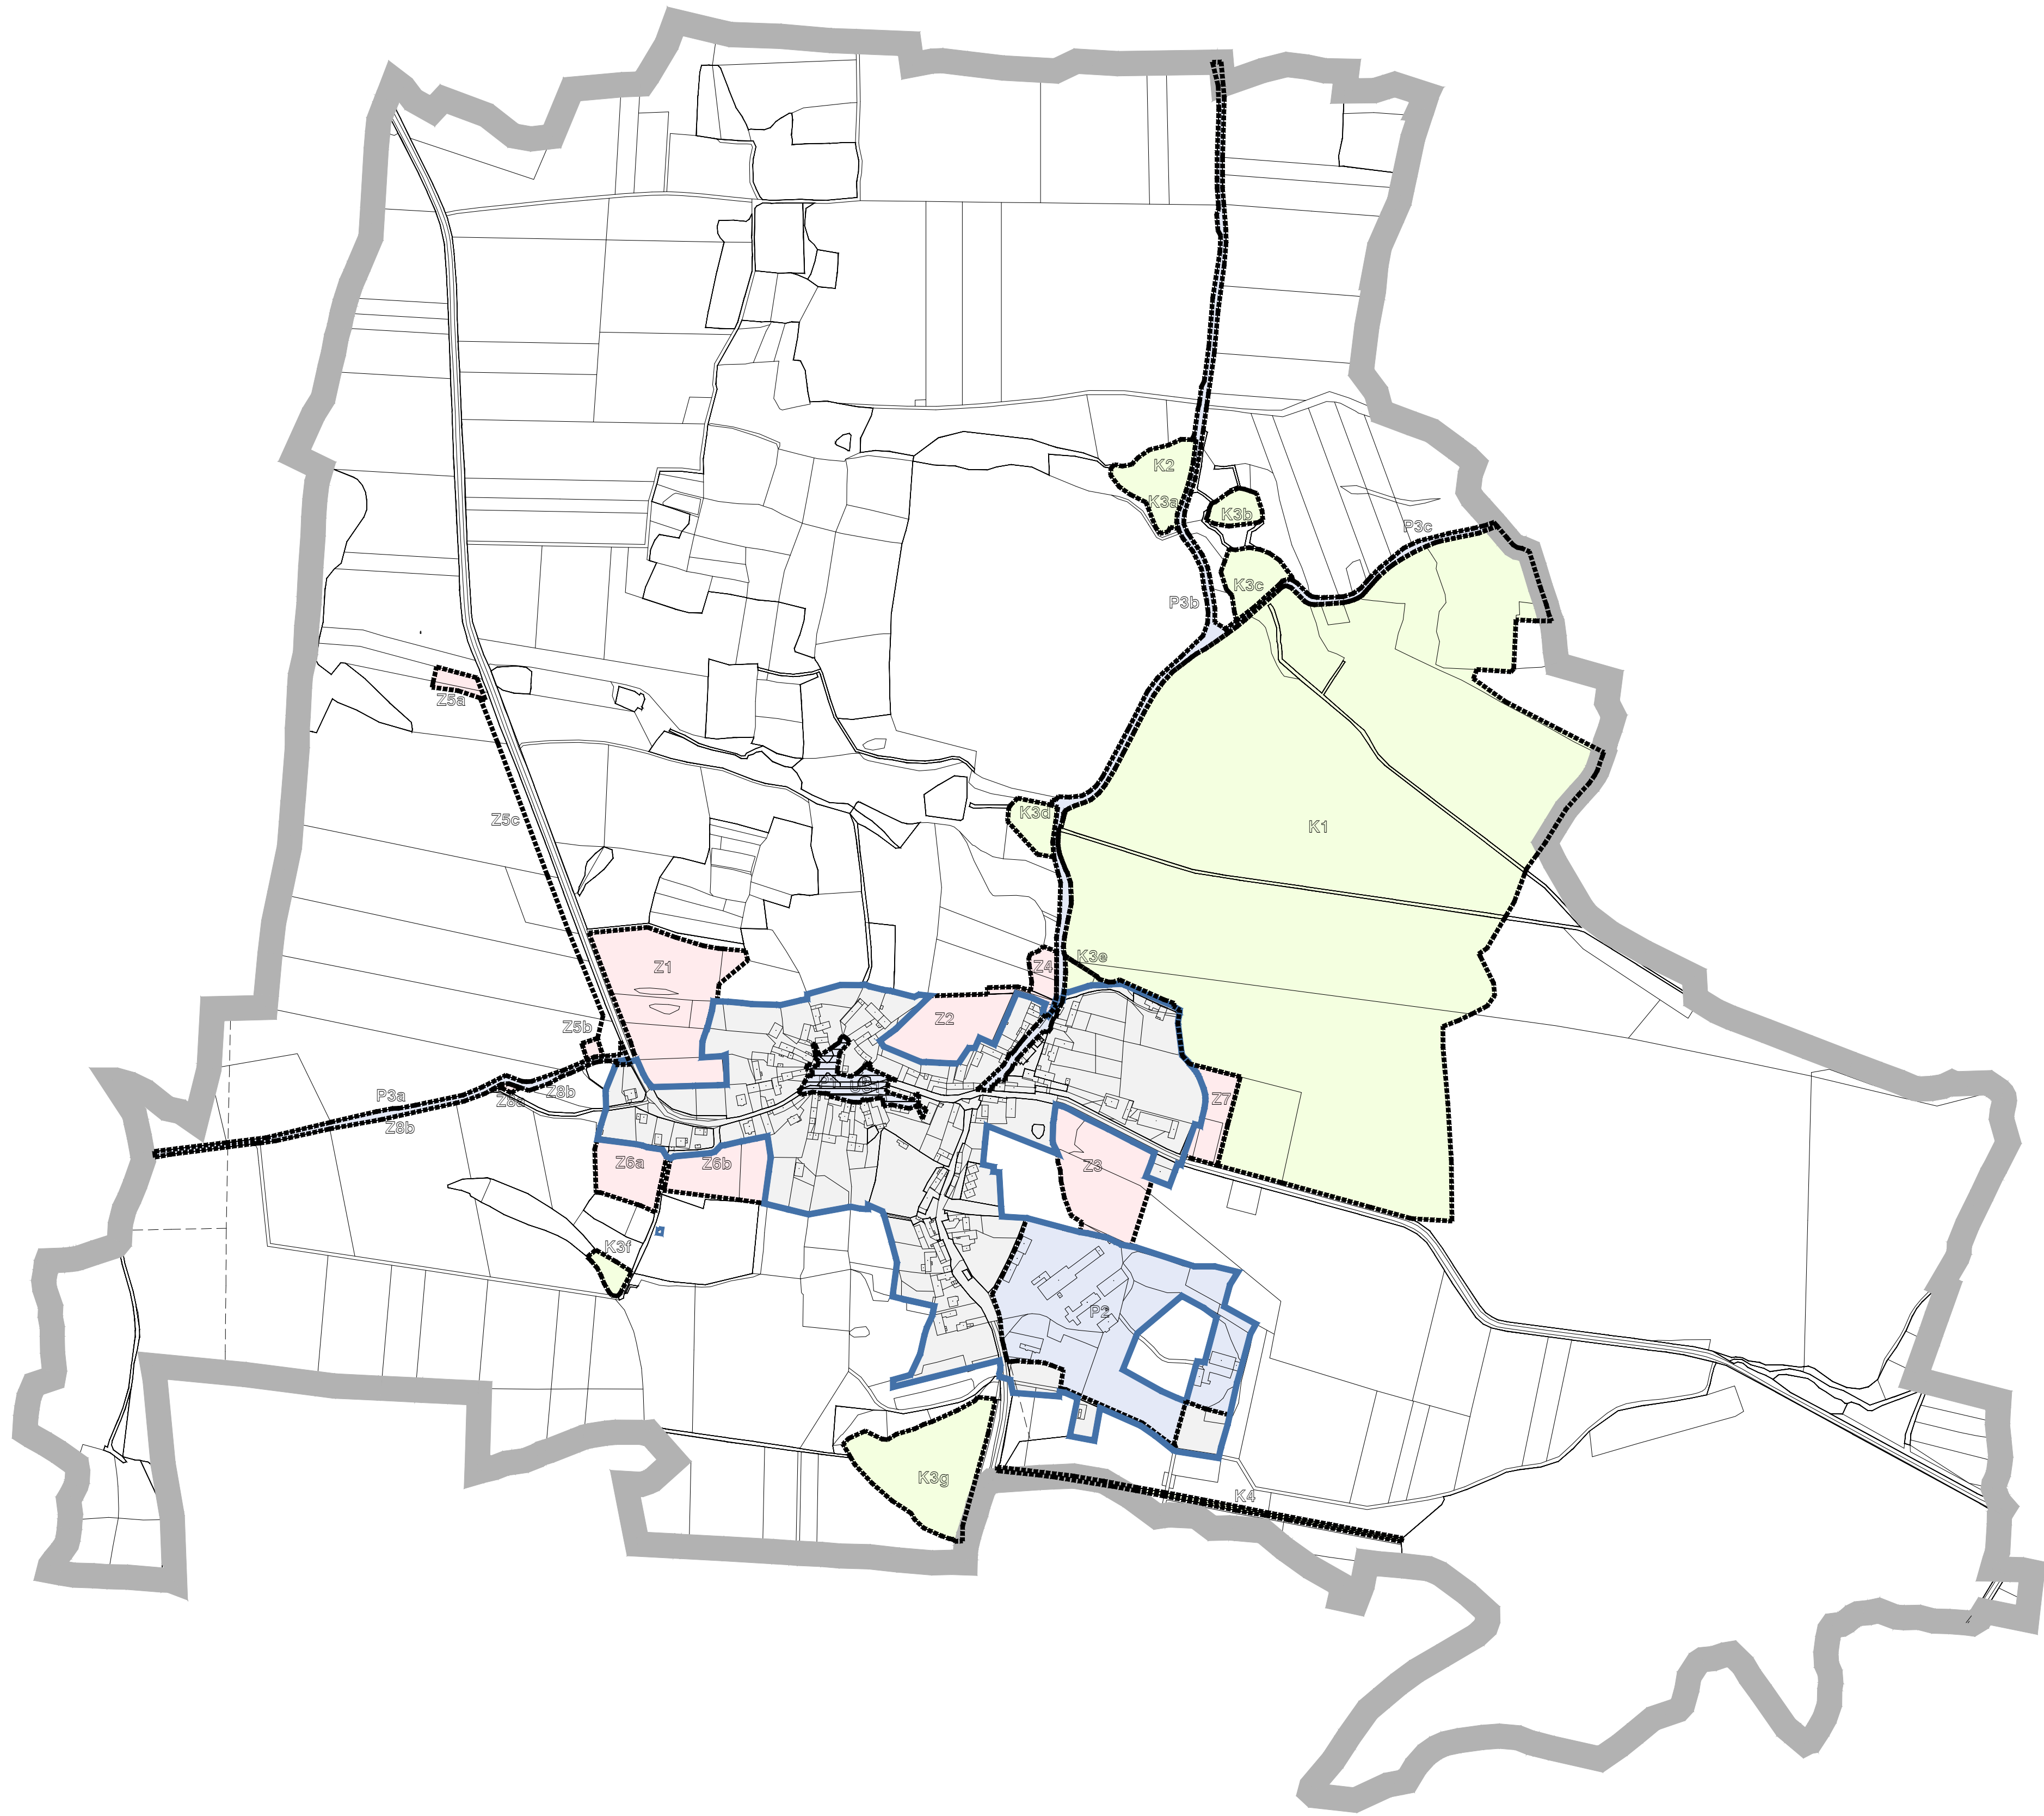 K2
K3a
K3b
P3c
K3c
P3b
Z5a
K3d
Z5c
K1
K3e
Z1
Z4
Z2
Z5b
Z8b
P3a
Z7
Z8b
Z6a
Z6b
Z3
K3f
P2
K3g
K4